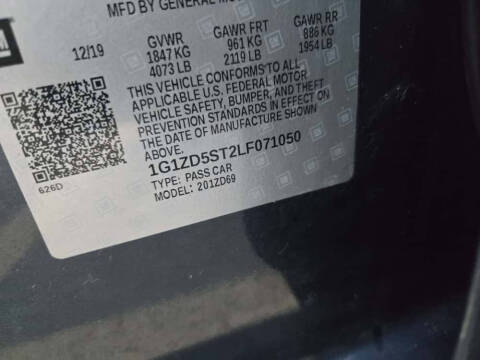 MFD BY GENERAL
GM
12/19 GVWR GAWR FRT GAWR RR
1847 KG 961 KG 886 KG
4073 LB 2119 LB 1954 LB
THIS VEHICLE CONFORMS TO ALL
APPLICABLE U.S. FEDERAL MOTOR
VEHICLE SAFETY, BUMPER, AND THEFT
PREVENTION STANDARDS IN EFFECT ON
THE DATE OF MANUFACTURE SHOWN
ABOVE.
1G1ZD5ST2LF071050
TYPE: PASS CAR
MODEL: 201ZD69
626D